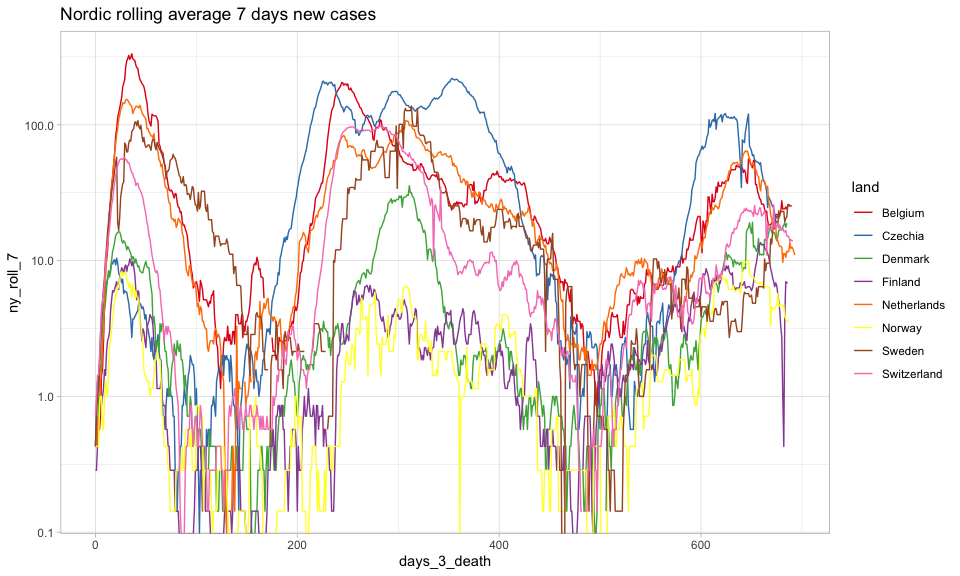 Nordic rolling average 7 days new cases
ny_roll_7
100.0
10.0
1.0
0.1
0
200
400
600
days_3_death
land
Belgium
Czechia
Denmark
Finland
Netherlands
Norway
Sweden
Switzerland